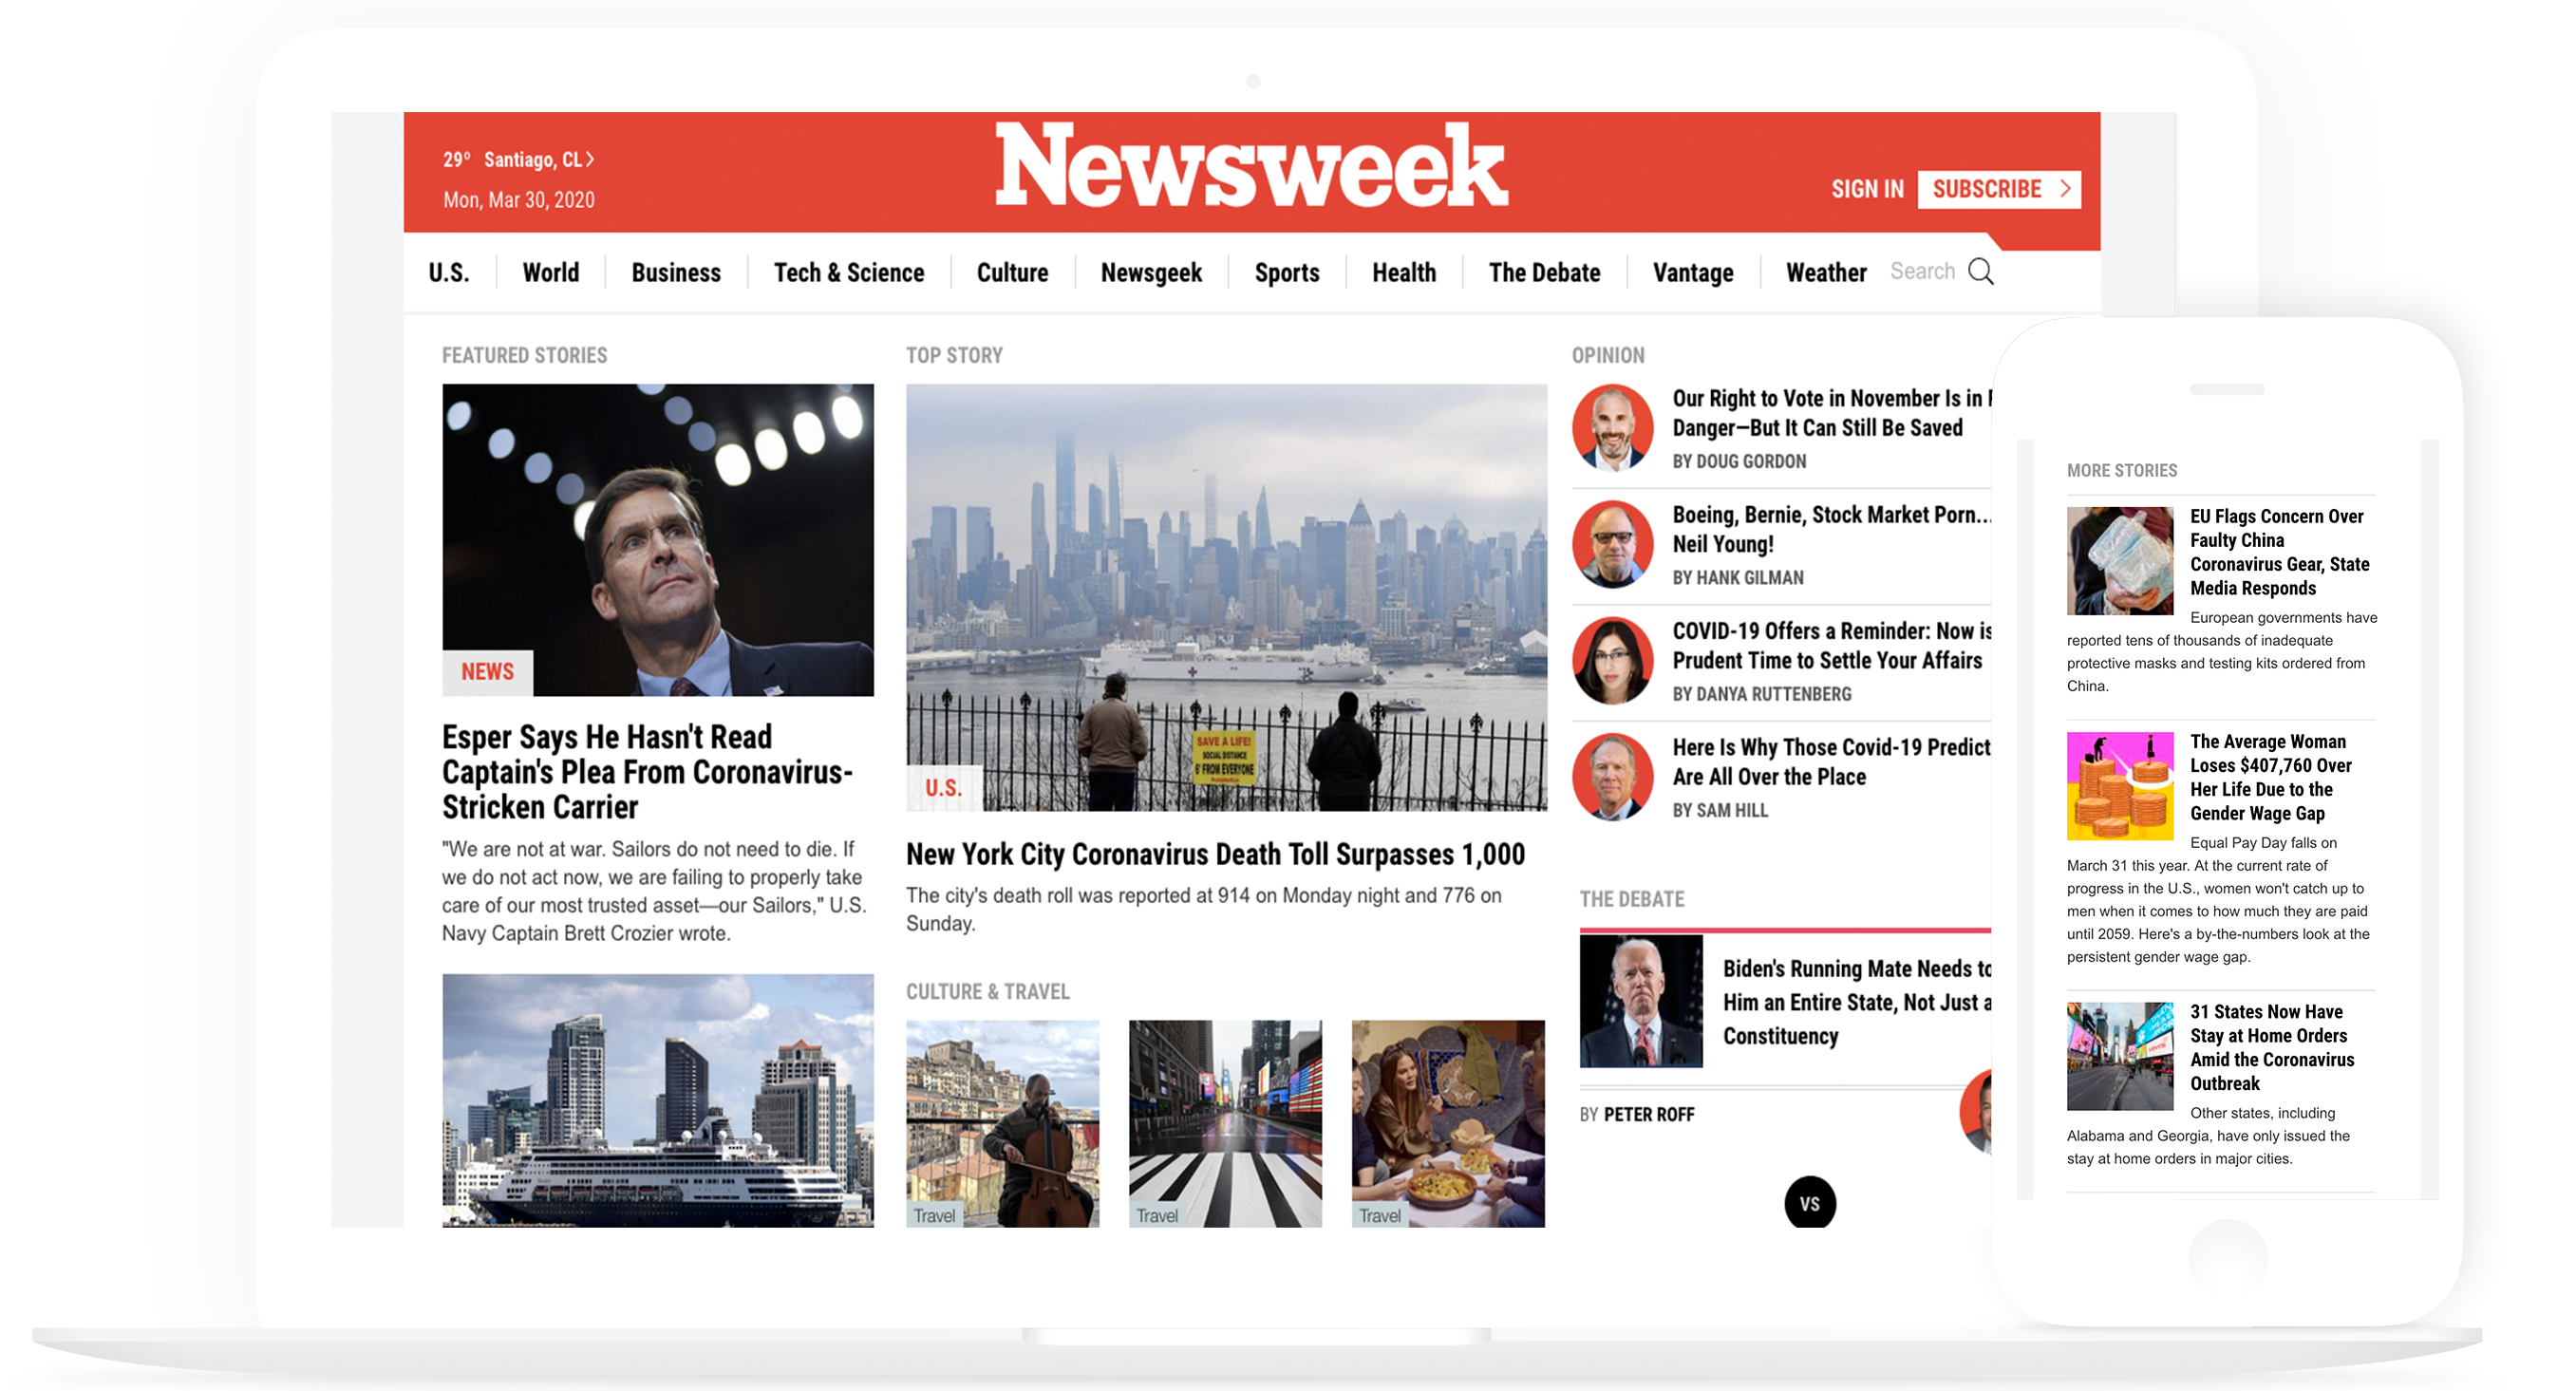 29° Santiago, CL
Mon, Mar 30, 2020
Newsweek
SIGN IN
SUBSCRIBE
U.S.
World
Business
Tech & Science
Culture
Newsgeek
Sports
Health
The Debate
Vantage
Weather
Search
FEATURED STORIES
NEWS
Esper Says He Hasn't Read
Captain's Plea From Coronavirus-
Stricken Carrier
"We are not at war. Sailors do not need to die. If
we do not act now, we are failing to properly take
care of our most trusted asset—our Sailors," U.S.
Navy Captain Brett Crozier wrote.
TOP STORY
SAVE A LIFE!
SOCIAL DISTANCE
6' FROM EVERYONE
U.S.
New York City Coronavirus Death Toll Surpasses 1,000
The city's death roll was reported at 914 on Monday night and 776 on
Sunday.
CULTURE & TRAVEL
Travel
Travel
Travel
OPINION
Our Right to Vote in November Is in
Danger—But It Can Still Be Saved
BY DOUG GORDON
Boeing, Bernie, Stock Market Porn...
Neil Young!
BY HANK GILMAN
COVID-19 Offers a Reminder: Now is
Prudent Time to Settle Your Affairs
BY DANYA RUTTENBERG
Here Is Why Those Covid-19 Predict
Are All Over the Place
BY SAM HILL
THE DEBATE
Biden's Running Mate Needs to
Him an Entire State, Not Just a
Constituency
BY PETER ROFF
VS
MORE STORIES
EU Flags Concern Over
Faulty China
Coronavirus Gear, State
Media Responds
European governments have
reported tens of thousands of inadequate
protective masks and testing kits ordered from
China.
The Average Woman
Loses $407,760 Over
Her Life Due to the
Gender Wage Gap
Equal Pay Day falls on
March 31 this year. At the current rate of
progress in the U.S., women won't catch up to
men when it comes to how much they are paid
until 2059. Here's a by-the-numbers look at the
persistent gender wage gap.
31 States Now Have
Stay at Home Orders
Amid the Coronavirus
Outbreak
Other states, including
Alabama and Georgia, have only issued the
stay at home orders in major cities.